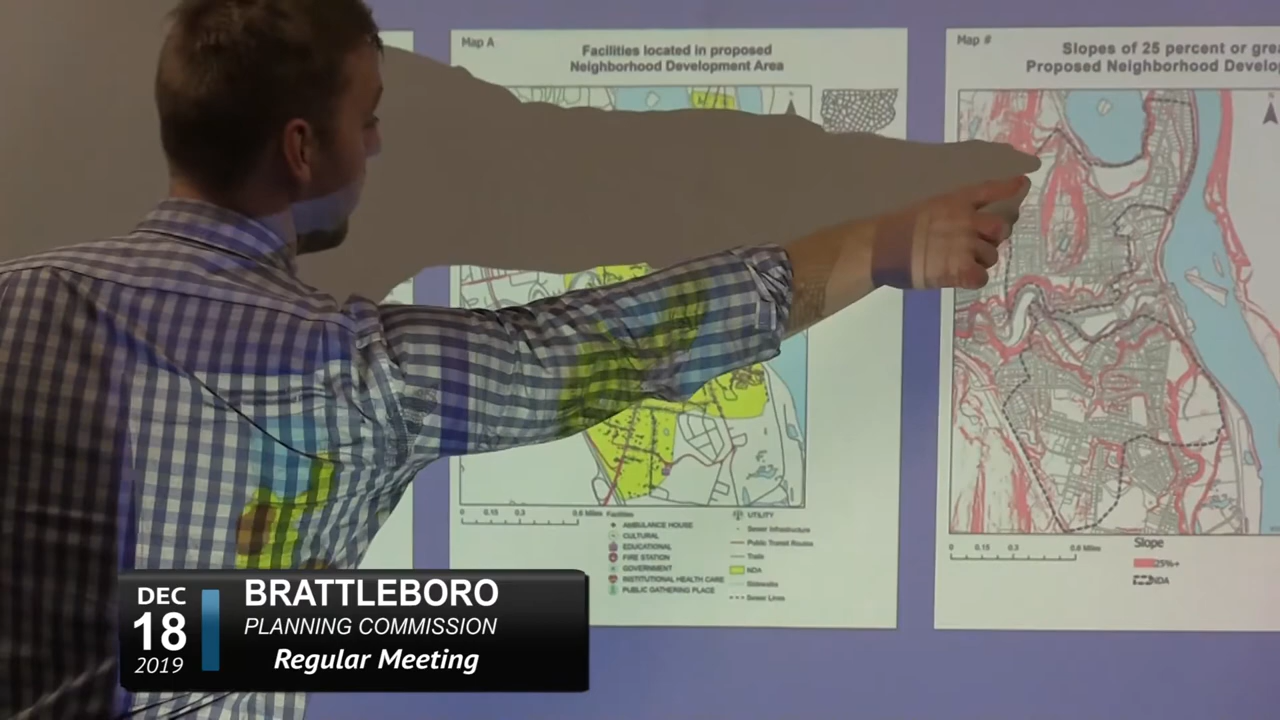 Map A
Facilities located in proposed
Neighborhood Development Area
Map #
Slopes of 25 percent or grea
Proposed Neighborhood Develop
0 0.15 0.3 0.6 Miles
Facilities
AMBULANCE HOUSE
CULTURAL
EDUCATIONAL
FIRE STATION
GOVERNMENT
INSTITUTIONAL HEALTH CARE
PUBLIC GATHERING PLACE
UTILITY
Sewer Infrastructure
Public Transit Routes
Trails
NDA
Sidewalks
Sewer Lines
0 0.15 0.3 0.6 Miles
Slope
25%+
NDA
DEC
18
2019
BRATTLEBORO
PLANNING COMMISSION
Regular Meeting